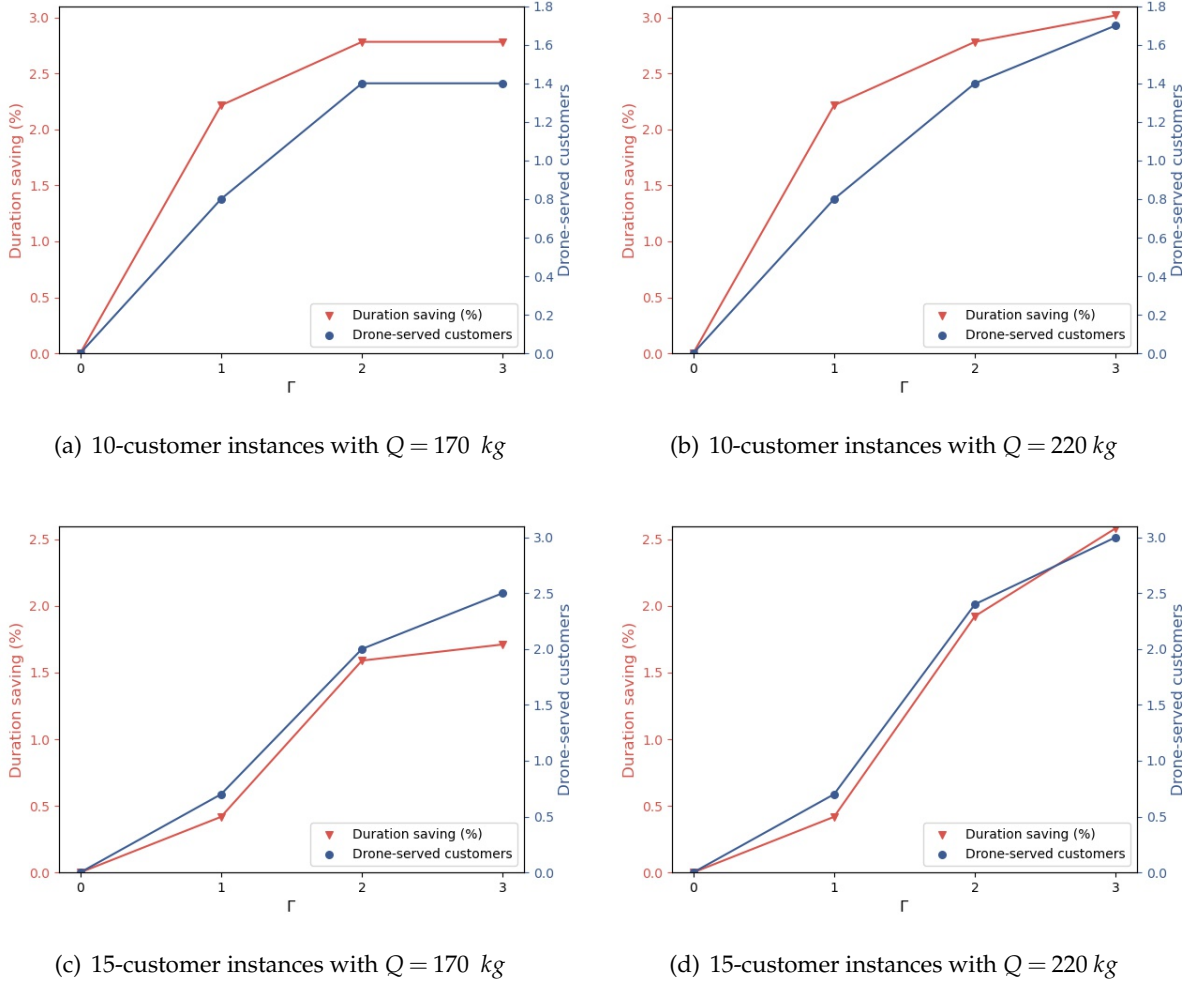 3.0
2.5
2.0
1.5
1.0
0.5
0.0
Duration saving (%)
1.8
1.6
1.4
1.2
1.0
0.8
0.6
0.4
0.2
0.0
Drone-served customers
Duration saving (%)
Drone-served customers
0 1 2 3
Γ
(a) 10-customer instances with Q = 170 kg
3.0
2.5
2.0
1.5
1.0
0.5
0.0
Duration saving (%)
1.8
1.6
1.4
1.2
1.0
0.8
0.6
0.4
0.2
0.0
Drone-served customers
Duration saving (%)
Drone-served customers
0 1 2 3
Γ
(b) 10-customer instances with Q = 220 kg
2.5
2.0
1.5
1.0
0.5
0.0
Duration saving (%)
3.0
2.5
2.0
1.5
1.0
0.5
0.0
Drone-served customers
Duration saving (%)
Drone-served customers
0 1 2 3
Γ
(c) 15-customer instances with Q = 170 kg
2.5
2.0
1.5
1.0
0.5
0.0
Duration saving (%)
3.0
2.5
2.0
1.5
1.0
0.5
0.0
Drone-served customers
Duration saving (%)
Drone-served customers
0 1 2 3
Γ
(d) 15-customer instances with Q = 220 kg